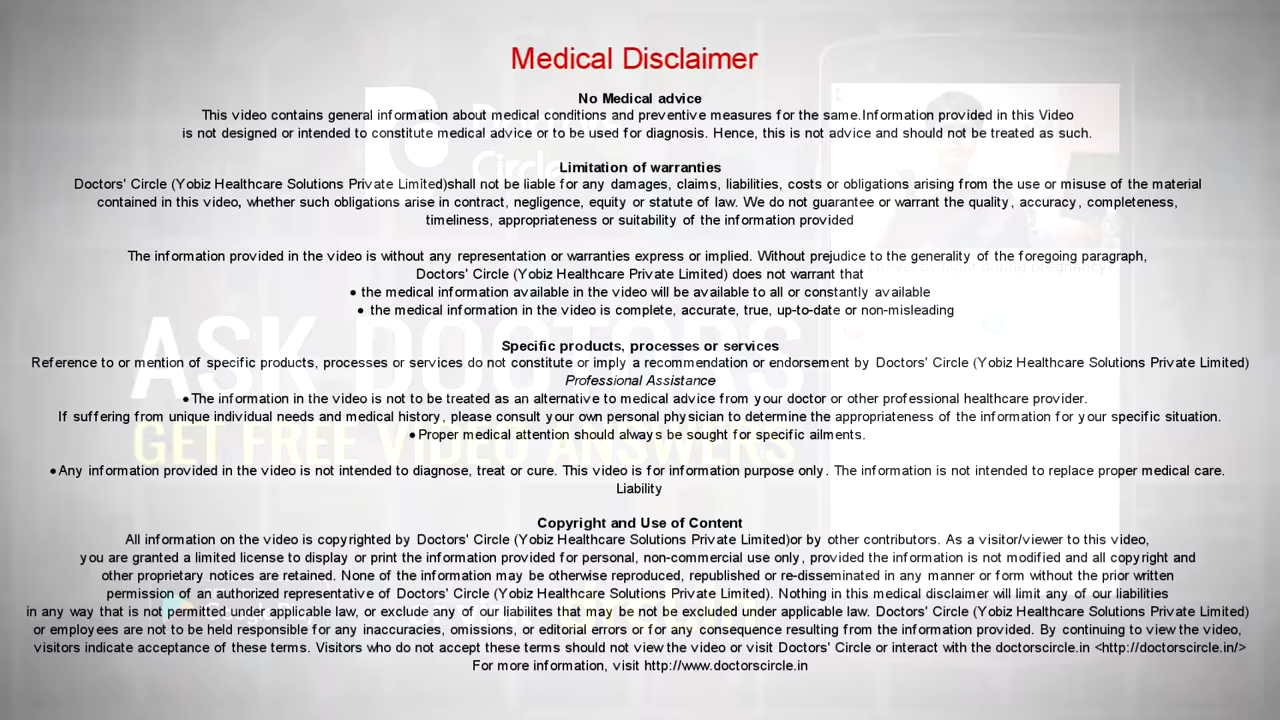 Medical Disclaimer
No Medical advice
This video contains general information about medical conditions and preventive measures for the same.Information provided in this Video
is not designed or intended to constitute medical advice or to be used for diagnosis. Hence, this is not advice and should not be treated as such.
Limitation of warranties
Doctors' Circle (Yobiz Healthcare Solutions Private Limited)shall not be liable for any damages, claims, liabilities, costs or obligations arising from the use or misuse of the material
contained in this video, whether such obligations arise in contract, negligence, equity or statute of law. We do not guarantee or warrant the quality, accuracy, completeness,
timeliness, appropriateness or suitability of the information provided
The information provided in the video is without any representation or warranties express or implied. Without prejudice to the generality of the foregoing paragraph,
Doctors' Circle (Yobiz Healthcare Private Limited) does not warrant that
• the medical information available in the video will be available to all or constantly available
• the medical information in the video is complete, accurate, true, up-to-date or non-misleading
Specific products, processes or services
Reference to or mention of specific products, processes or services do not constitute or imply a recommendation or endorsement by Doctors' Circle (Yobiz Healthcare Solutions Private Limited)
Professional Assistance
•The information in the video is not to be treated as an alternative to medical advice from your doctor or other professional healthcare provider.
If suffering from unique individual needs and medical history, please consult your own personal physician to determine the appropriateness of the information for your specific situation.
•Proper medical attention should always be sought for specific ailments.
•Any information provided in the video is not intended to diagnose, treat or cure. This video is for information purpose only. The information is not intended to replace proper medical care.
Liability
Copyright and Use of Content
All information on the video is copyrighted by Doctors' Circle (Yobiz Healthcare Solutions Private Limited)or by other contributors. As a visitor/viewer to this video,
you are granted a limited license to display or print the information provided for personal, non-commercial use only, provided the information is not modified and all copyright and
other proprietary notices are retained. None of the information may be otherwise reproduced, republished or re-disseminated in any manner or form without the prior written
permission of an authorized representative of Doctors' Circle (Yobiz Healthcare Solutions Private Limited). Nothing in this medical disclaimer will limit any of our liabilities
in any way that is not permitted under applicable law, or exclude any of our liabilites that may be not be excluded under applicable law. Doctors' Circle (Yobiz Healthcare Solutions Private Limited)
or employees are not to be held responsible for any inaccuracies, omissions, or editorial errors or for any consequence resulting from the information provided. By continuing to view the video,
visitors indicate acceptance of these terms. Visitors who do not accept these terms should not view the video or visit Doctors' Circle or interact with the doctorscircle.in <http://doctorscircle.in/>
For more information, visit http://www.doctorscircle.in
ASK DOCTORS
GET FREE VIDEO ANSWERS
Circle
Google Play